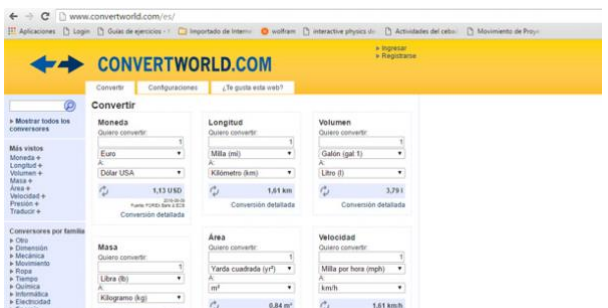 www.convertworld.com/es/
Aplicaciones
Login
Guías de ejercicios -
Importado de Interne
wolfram
interactive physics de
Actividades del cebo
Movimiento de Proye
Ingresar
Registrarse
CONVERTWORLD.COM
Convertir
Configuraciones
¿Te gusta esta web?
Mostrar todos los
conversores
Más vistos
Moneda +
Longitud +
Volumen +
Masa +
Área +
Velocidad +
Presión +
Traducir +
Conversores por familia
Otro
Dimensión
Mecánica
Movimiento
Ropa
Tiempo
Química
Informática
Electricidad
Convertir
Moneda
Quiero convertir:
1
Euro
A:
Dólar USA
1,13 USD
Conversión detallada
Longitud
Quiero convertir:
1
Milla (mi)
A:
Kilómetro (km)
1,61 km
Conversión detallada
Volumen
Quiero convertir:
1
Galón (gal 1)
A:
Litro (l)
3,79 l
Conversión detallada
Masa
Quiero convertir:
1
Libra (lb)
A:
Kilogramo (kg)
Área
Quiero convertir:
1
Yarda cuadrada (yr²)
A:
m²
0,84 m²
Velocidad
Quiero convertir:
1
Milla por hora (mph)
A:
km/h
1,61 km/h